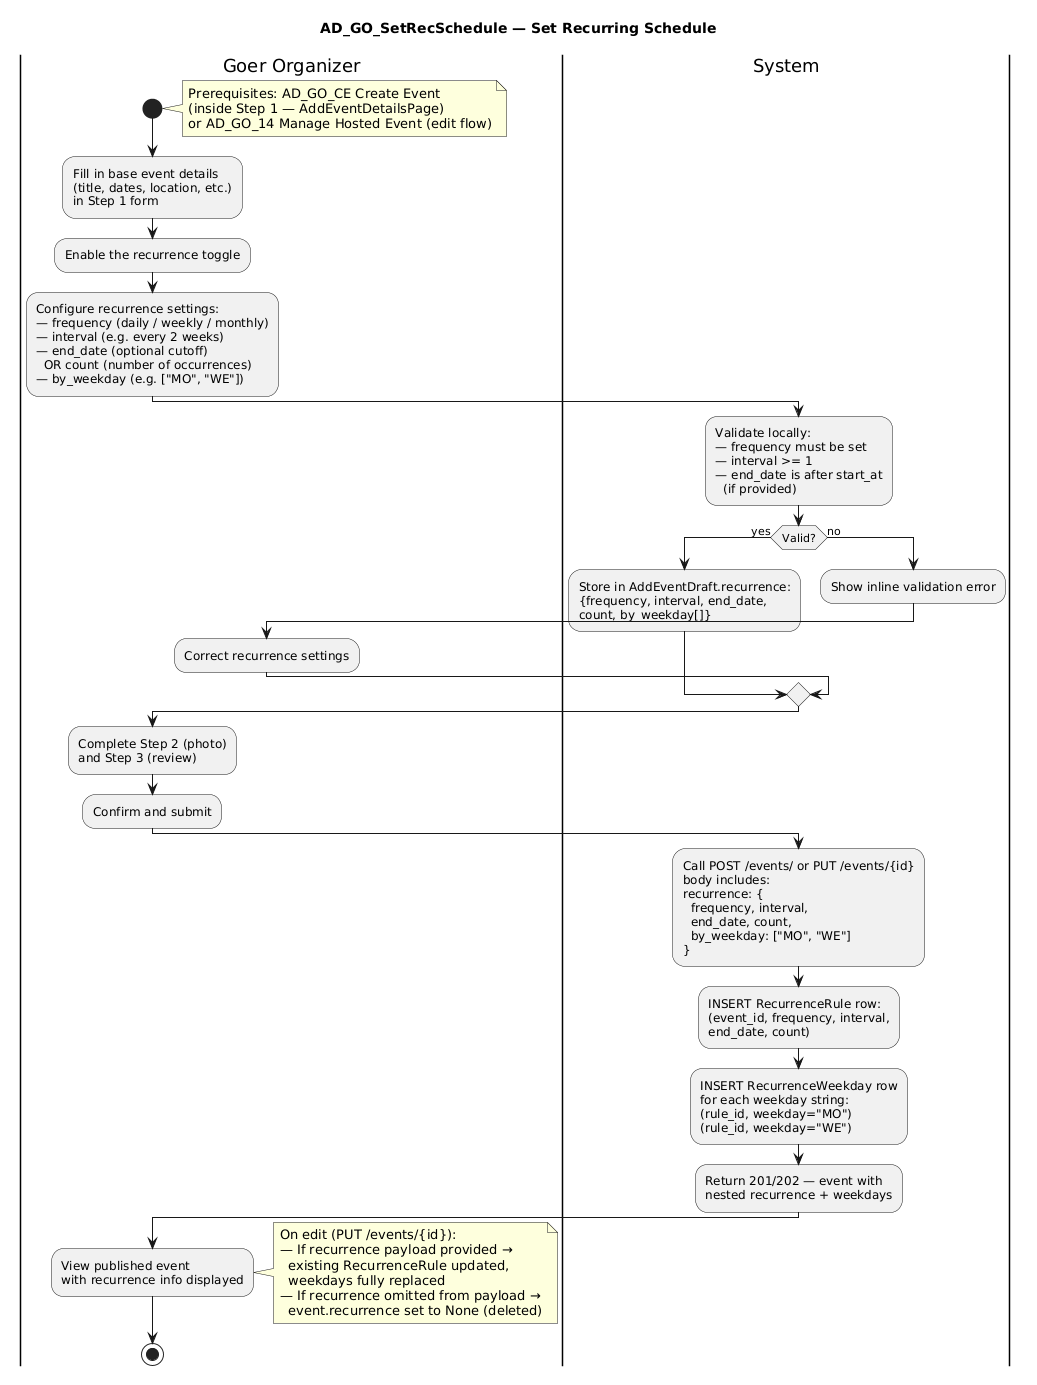 AD_GO_SetRecSchedule — Set Recurring Schedule
Goer Organizer
System
Prerequisites: AD_GO_CE Create Event
(inside Step 1 — AddEventDetailsPage)
or AD_GO_14 Manage Hosted Event (edit flow)
Fill in base event details
(title, dates, location, etc.)
in Step 1 form
Enable the recurrence toggle
Configure recurrence settings:
— frequency (daily / weekly / monthly)
— interval (e.g. every 2 weeks)
— end_date (optional cutoff)
OR count (number of occurrences)
— by_weekday (e.g. ["MO", "WE"])
Validate locally:
— frequency must be set
— interval >= 1
— end_date is after start_at
(if provided)
Valid?
yes
no
Store in AddEventDraft.recurrence:
{frequency, interval, end_date,
count, by_weekday[]}
Show inline validation error
Correct recurrence settings
Complete Step 2 (photo)
and Step 3 (review)
Confirm and submit
Call POST /events/ or PUT /events/{id}
body includes:
recurrence: {
frequency, interval,
end_date, count,
by_weekday: ["MO", "WE"]
}
INSERT RecurrenceRule row:
(event_id, frequency, interval,
end_date, count)
INSERT RecurrenceWeekday row
for each weekday string:
(rule_id, weekday="MO")
(rule_id, weekday="WE")
Return 201/202 — event with
nested recurrence + weekdays
View published event
with recurrence info displayed
On edit (PUT /events/{id}):
— If recurrence payload provided →
existing RecurrenceRule updated,
weekdays fully replaced
— If recurrence omitted from payload →
event.recurrence set to None (deleted)